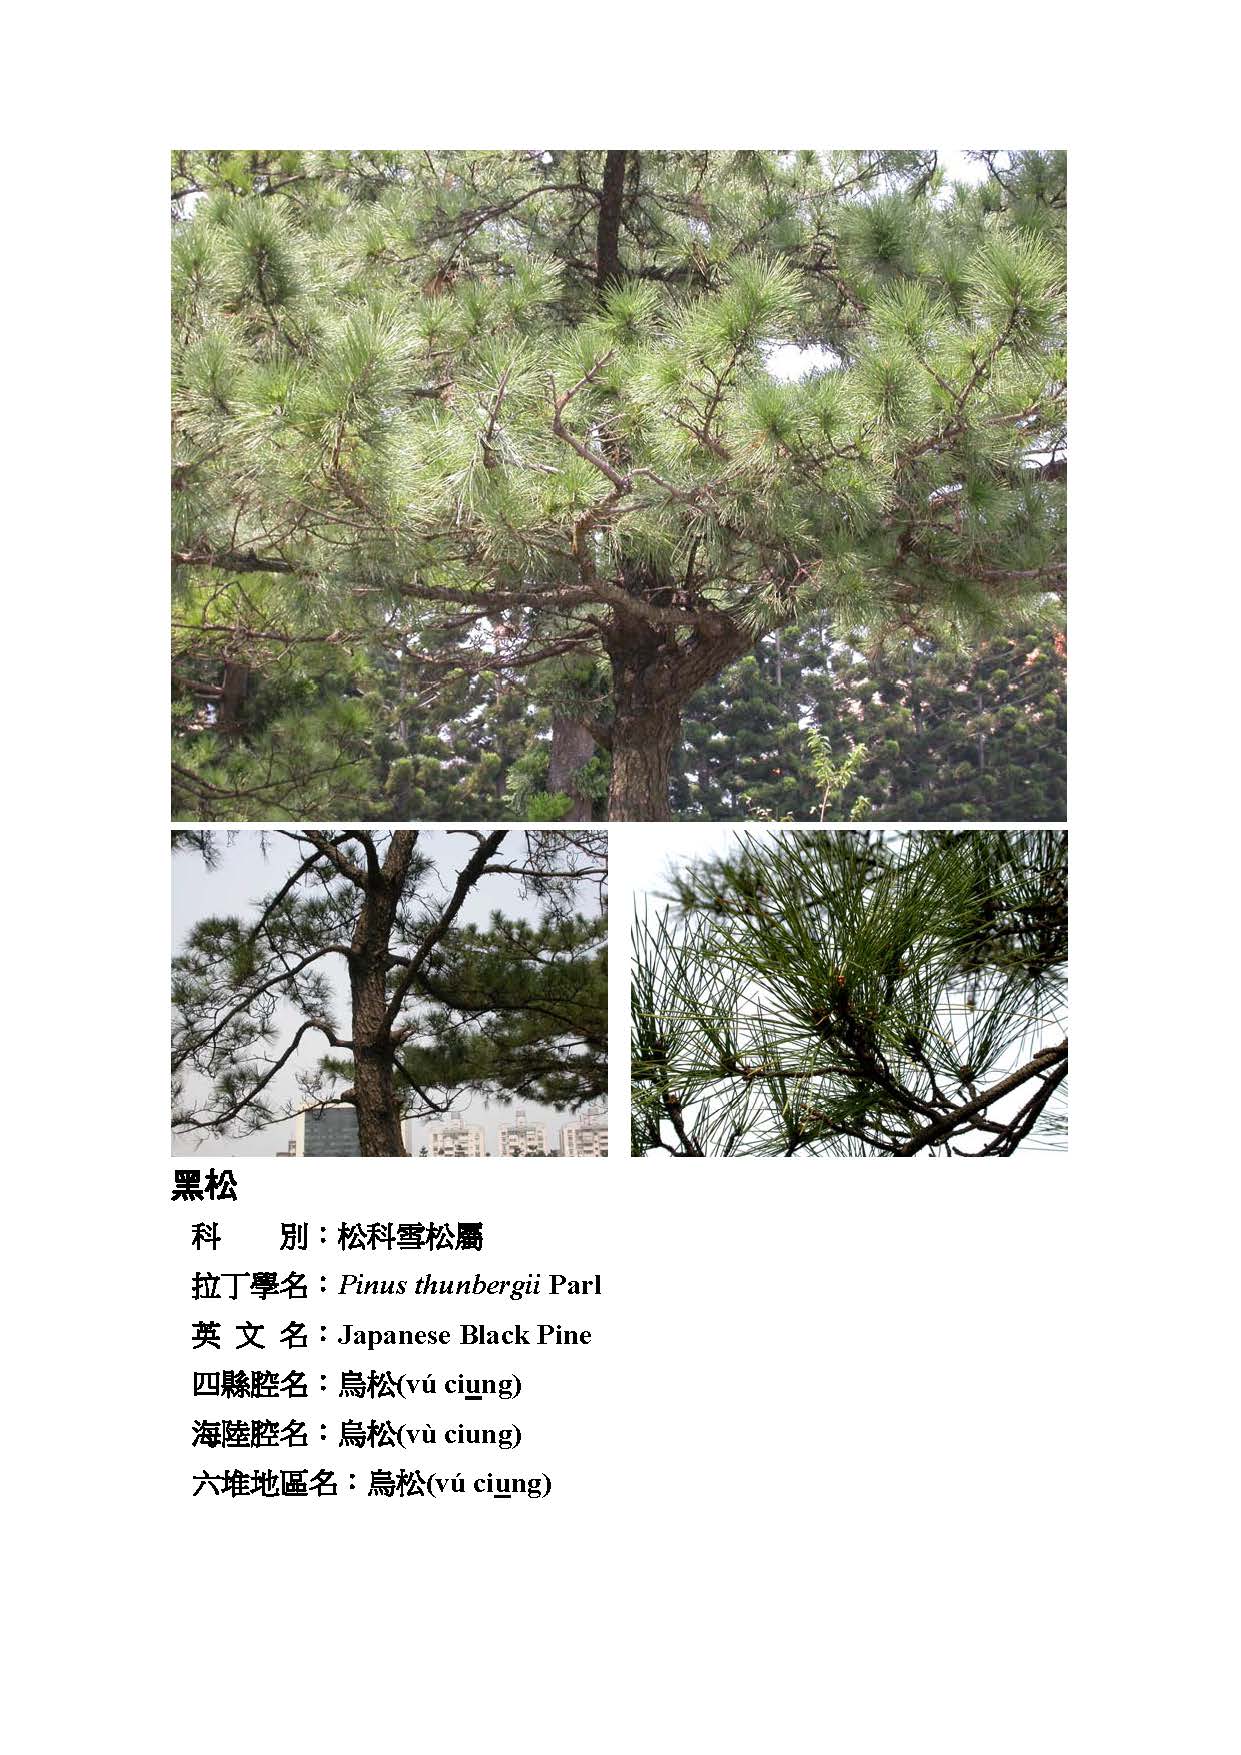 黑松
科　　別：松科雪松屬
拉丁學名：Pinus thunbergii Parl
英 文 名：Japanese Black Pine
四縣腔名：烏松(vú ciung)
海陸腔名：烏松(vù ciung)
六堆地區名：烏松(vú ciung)